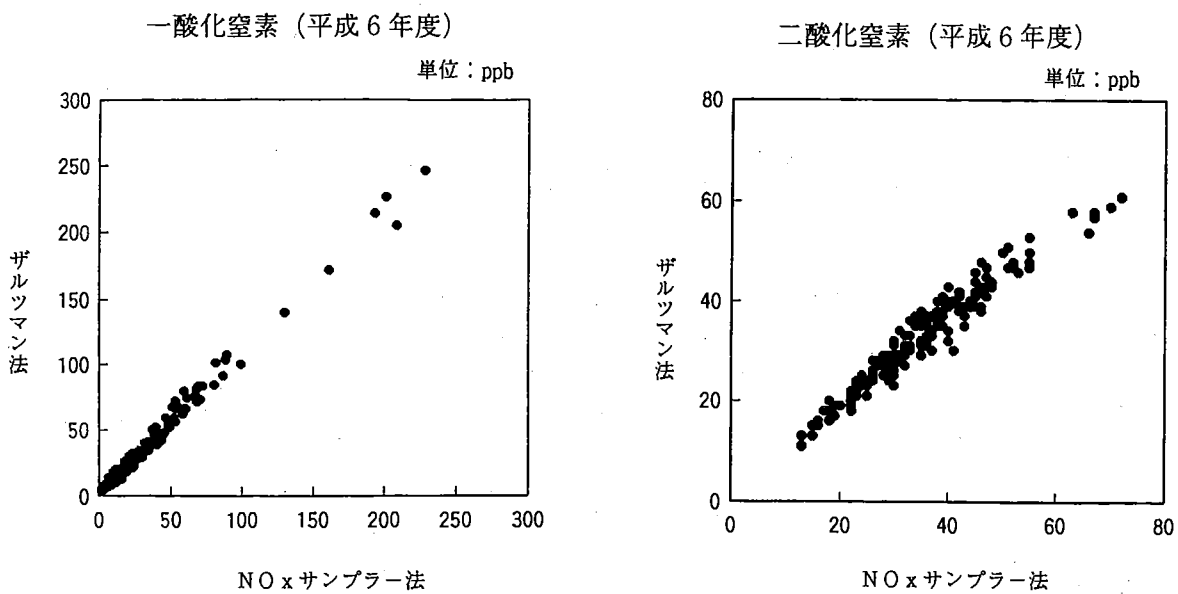 一酸化窒素（平成６年度）
単位：ppb
300
250
200
150
100
50
0
ザルツマン法
0 50 100 150 200 250 300
ＮＯｘサンプラー法
二酸化窒素（平成６年度）
単位：ppb
80
60
40
20
0
ザルツマン法
0 20 40 60 80
ＮＯｘサンプラー法